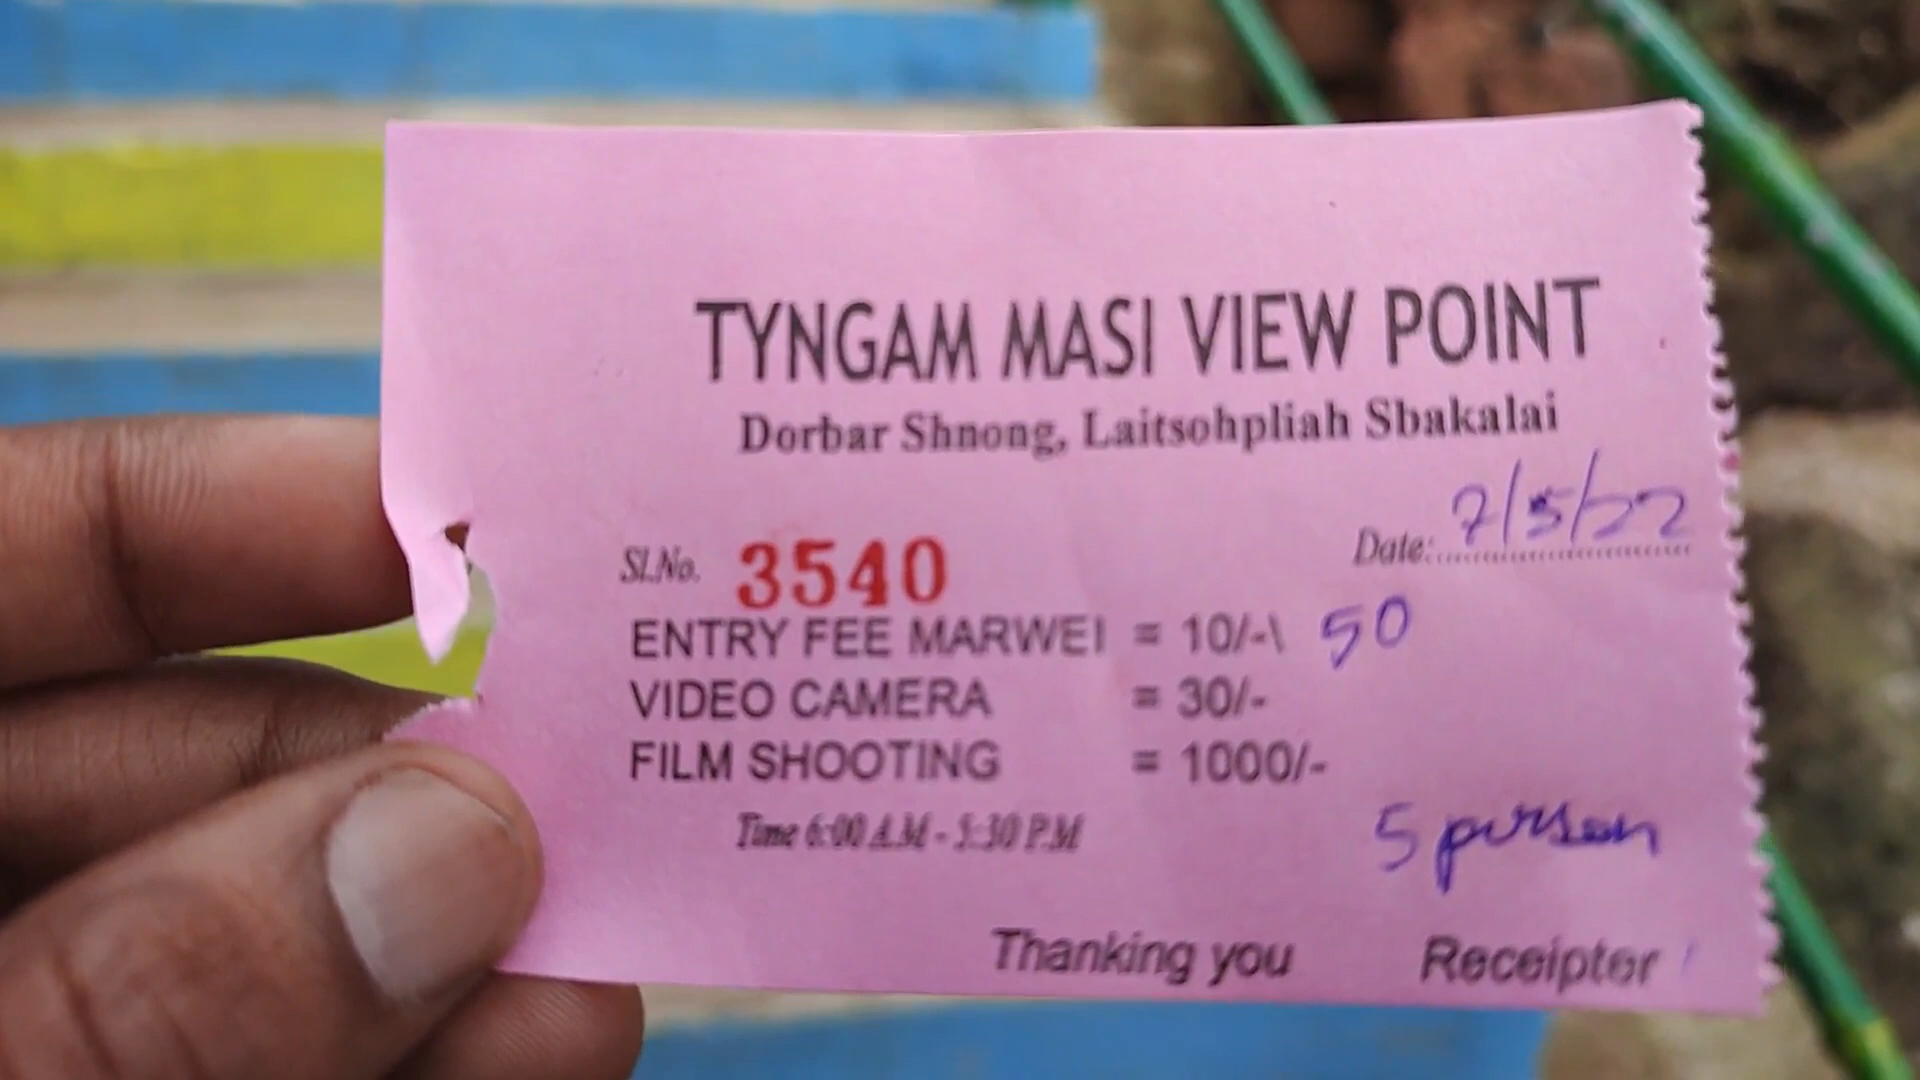 TYNGAM MASI VIEW POINT
Dorbar Shnong, Laitsohpliah Sbakalai
Sl.No. 3540 Date: 7/5/22
ENTRY FEE MARWEI = 10/-\ 50
VIDEO CAMERA = 30/-
FILM SHOOTING = 1000/-
Time 6:00 A.M - 5:30 P.M
5 person
Thanking you Receiptor